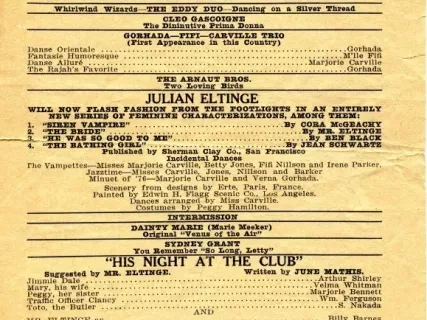 Whirlwind Wizards—THE EDDY DUO—Dancing on a Silver Thread
CLEO GASCOIGNE
The Diminutive Prima Donna
GORHADA—FIFI—CARVILLE TRIO
(First Appearance in this Country)
Danse Orientale ........ Gorhada
Fantasie Humoresque ........ M'lle Fifi
Danse Alluré ........ Marjorie Carville
The Rajah's Favorite ........ Gorhada
THE ARNAUT BROS.
Two Loving Birds
JULIAN ELTINGE
WILL NOW FLASH FASHION FROM THE FOOTLIGHTS IN AN ENTIRELY
NEW SERIES OF FEMININE CHARACTERIZATIONS, AMONG THEM:
1. "SIREN VAMPIRE" ........ By CORA McGEACHY
2. "THE BRIDE" ........ By MR. ELTINGE
3. "HE WAS SO GOOD TO ME" ........ By BEN BLACK
4. "THE BATHING GIRL" ........ By JEAN SCHWARTZ
Published by Sherman Clay Co., San Francisco
Incidental Dances
The Vampettes—Misses Marjorie Carville, Betty Jones, Fifi Nillson and Irene Parker.
Jazztime—Misses Carville, Jones, Nillson and Barker
Minuet of '76—Marjorie Carville and Verna Gorhada.
Scenery from designs by Erte, Paris, France.
Painted by Edwin H. Flagg Scenic Co., Los Angeles.
Dances arranged by Miss Carville.
Costumes by Peggy Hamilton.
INTERMISSION
DAINTY MARIE (Marie Meeker)
Original "Venus of the Air"
SYDNEY GRANT
You Remember "So Long, Letty"
"HIS NIGHT AT THE CLUB"
Suggested by MR. ELTINGE. Written by JUNE MATHIS.
Jimmie Dale ........ Arthur Shirley
Mary, his wife ........ Velma Whitman
Peggy, her sister ........ Marjorie Bennett
Traffic Officer Clancy ........ Wm. Ferguson
Toto, the Butler ........ S. Nakada
AND
MR. ELTINGE Billy Barnes